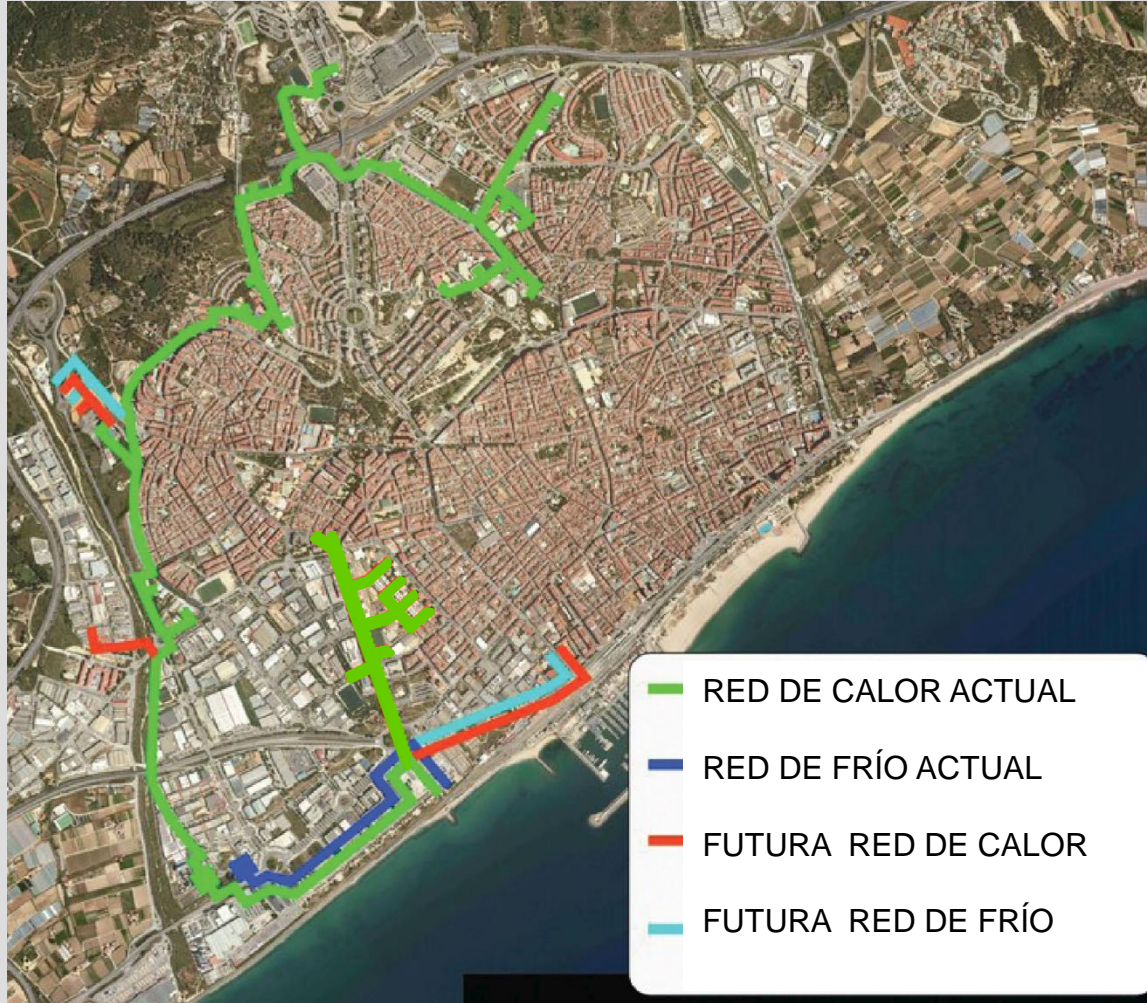 RED DE CALOR ACTUAL
RED DE FRÍO ACTUAL
FUTURA  RED DE CALOR
FUTURA  RED DE FRÍO